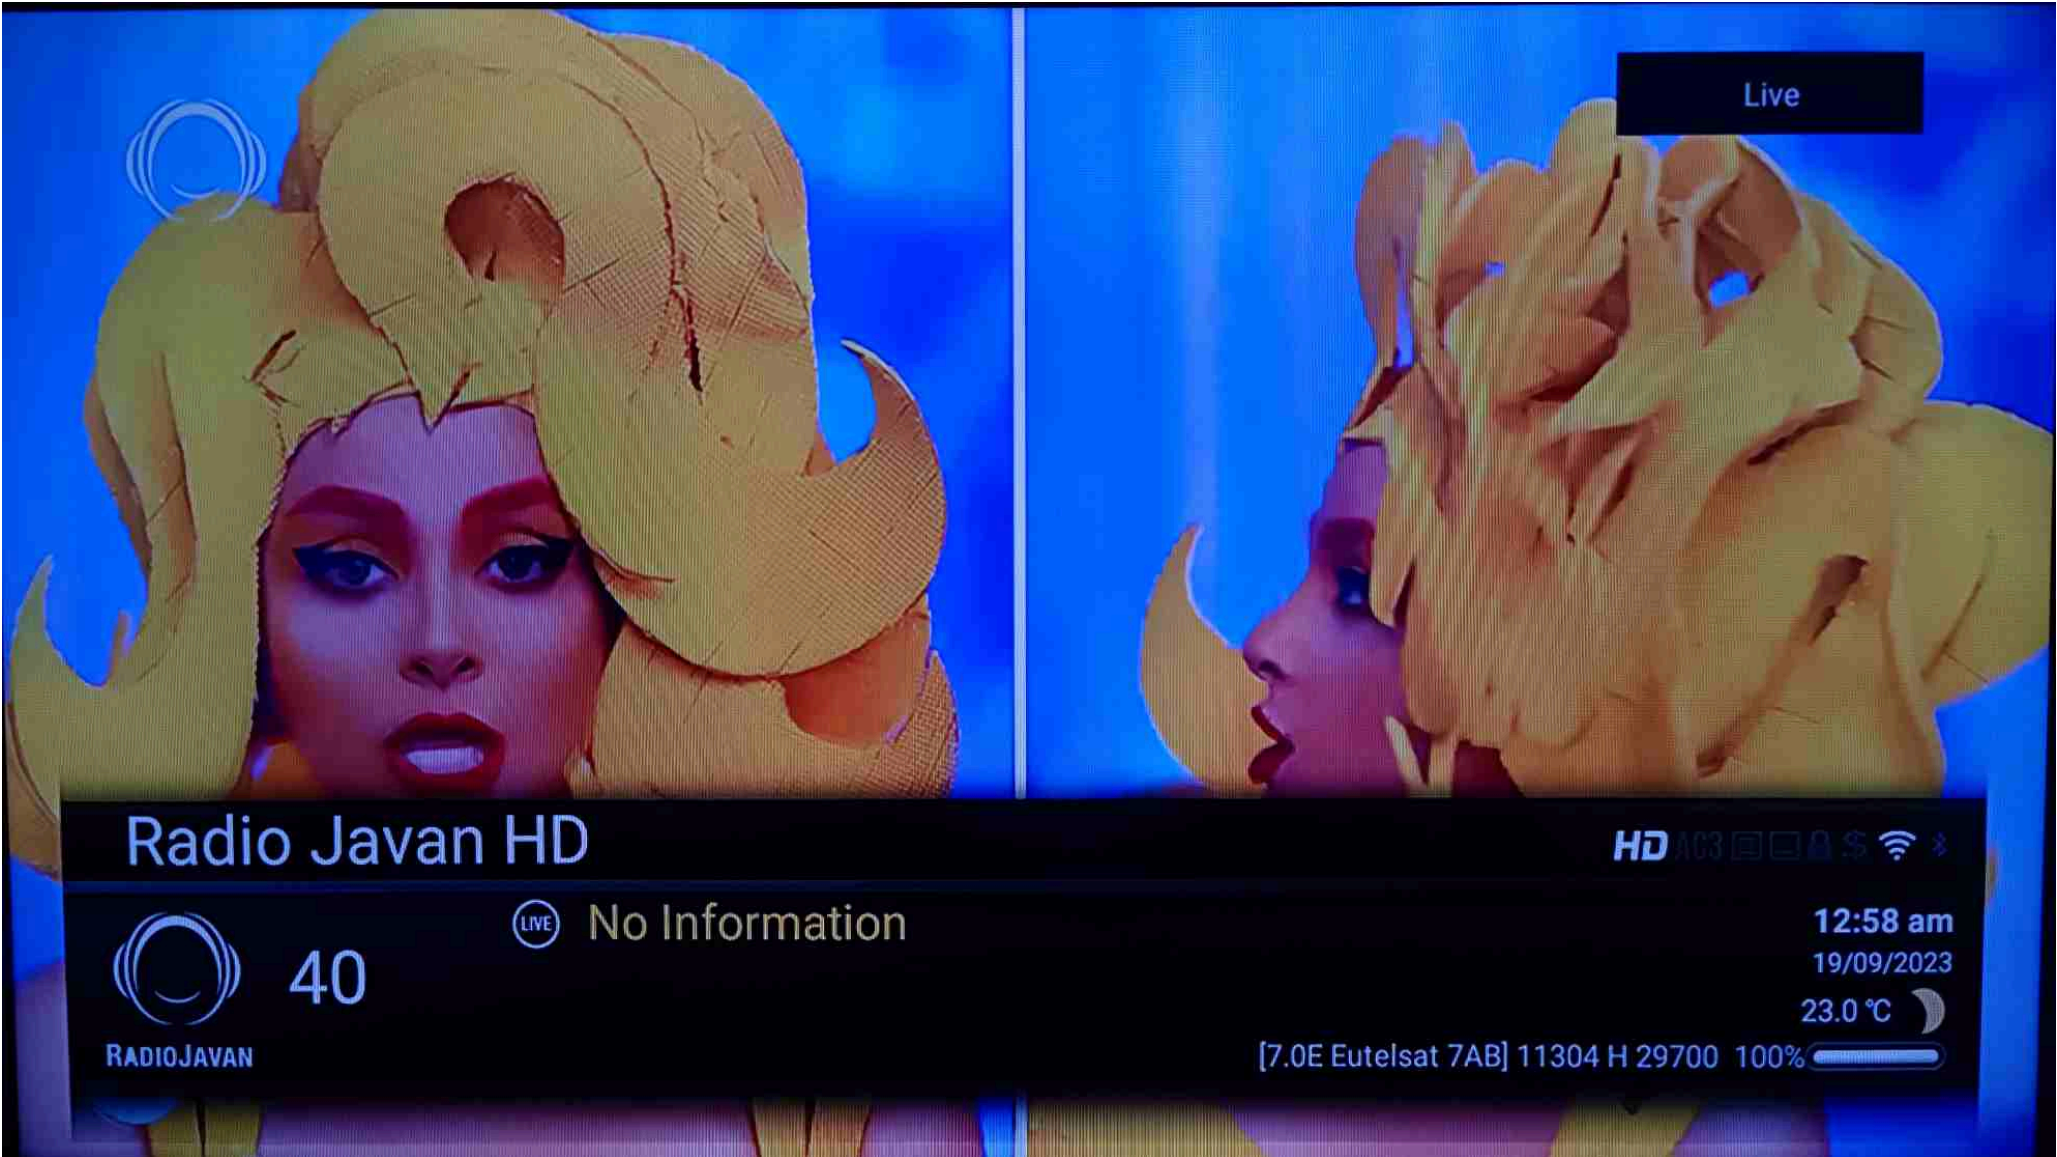 Live
Radio Javan HD
HD AC3
LIVE No Information
12:58 am
40
19/09/2023
23.0 °C
RADIOJAVAN
[7.0E Eutelsat 7AB] 11304 H 29700 100%